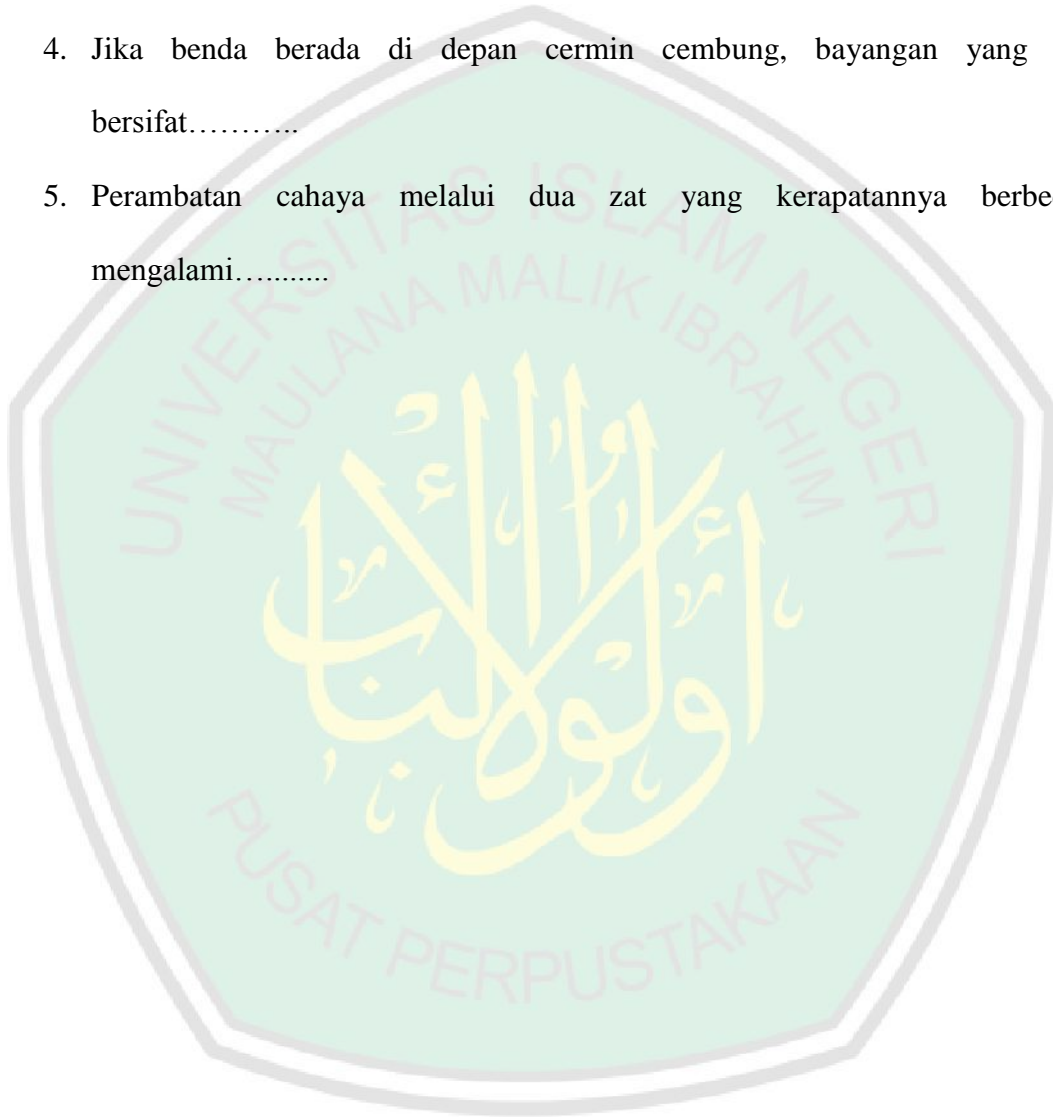 4. Jika benda berada di depan cermin cembung, bayangan yang
bersifat………..
5. Perambatan cahaya melalui dua zat yang kerapatannya
mengalami…........
UNIVERSITAS ISLAM NEGERI
MAULANA MALIK IBRAHIM
PUSAT PERPUSTAKAAN